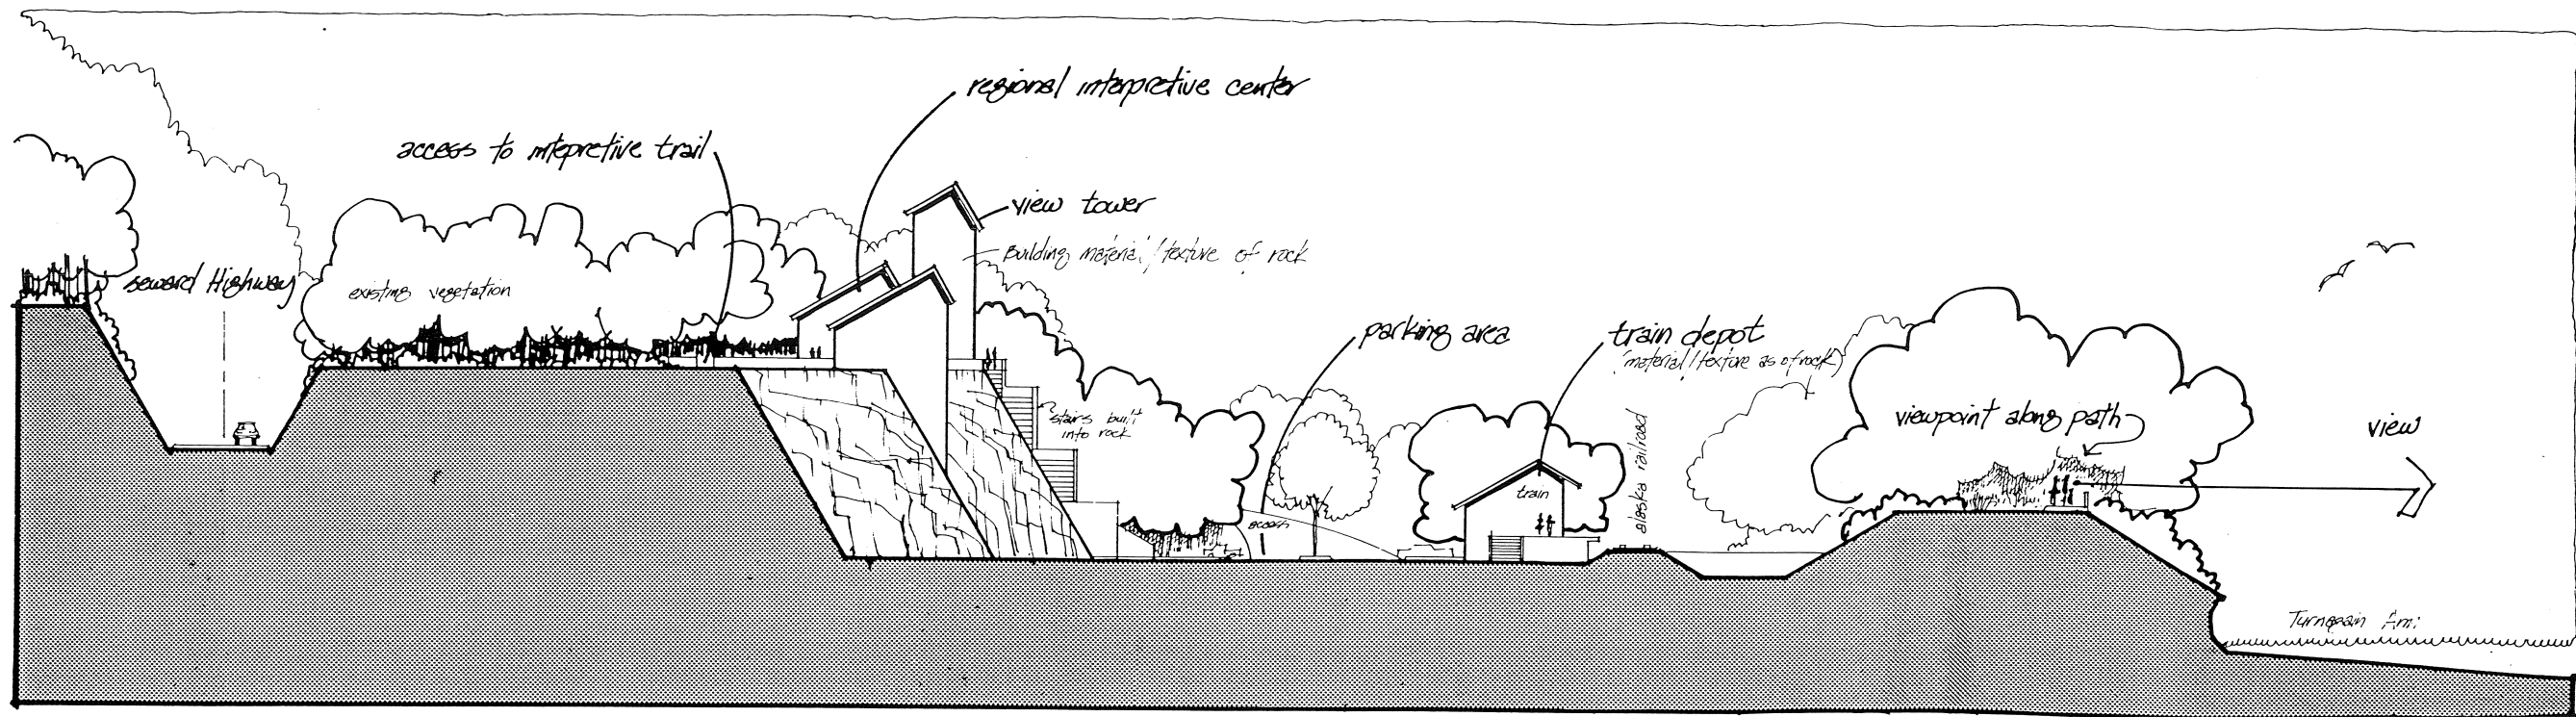 regional interpretive center
access to intepretive trail
view tower
Building material / texture of rock
seward Highway
existing vegetation
parking area
train depot
(material / texture as of rock)
stairs built
into rock
alaska railroad
viewpoint along path
view
train
access
Turnagain Arm